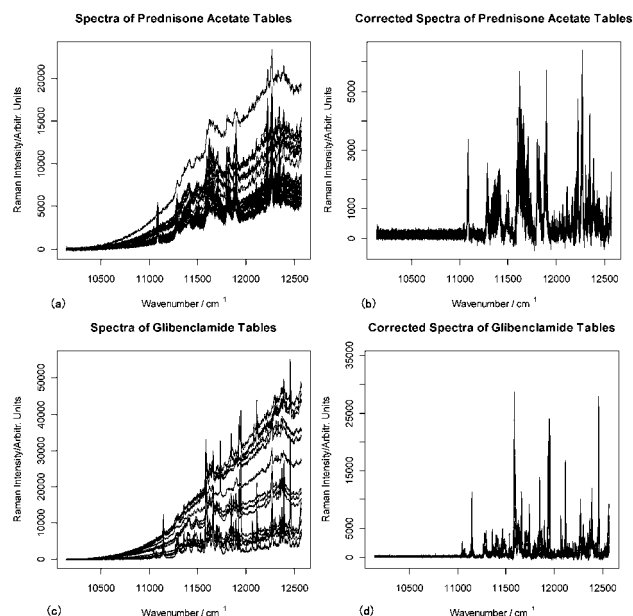 Spectra of Prednisone Acetate Tables
Raman Intensity/Arbitr. Units
20000
15000
10000
5000
0
10500 11000 11500 12000 12500
Wavenumber / cm⁻¹
(a)
Corrected Spectra of Prednisone Acetate Tables
Raman Intensity/Arbitr. Units
5000
3000
1000
0
10500 11000 11500 12000 12500
Wavenumber / cm⁻¹
(b)
Spectra of Glibenclamide Tables
Raman Intensity/Arbitr. Units
50000
40000
30000
20000
10000
0
10500 11000 11500 12000 12500
Wavenumber / cm⁻¹
(c)
Corrected Spectra of Glibenclamide Tables
Raman Intensity/Arbitr. Units
35000
25000
15000
5000
0
10500 11000 11500 12000 12500
Wavenumber / cm⁻¹
(d)